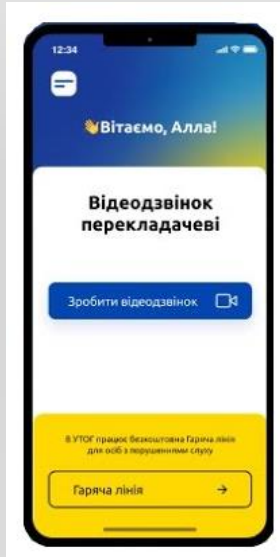 12:34
👋Вітаємо, Алла!
Відеодзвінок
перекладачеві
Зробити відеодзвінок
В УТОГ працює безкоштовна Гаряча лінія
для осіб з порушеннями слуху
Гаряча лінія →